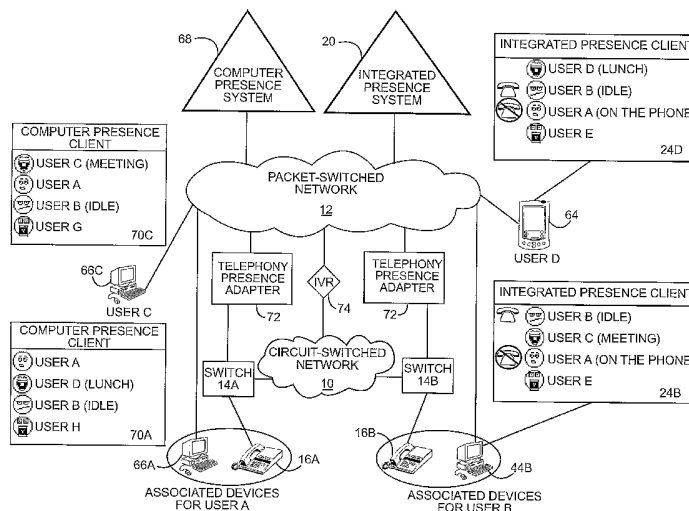 68
COMPUTER
PRESENCE
SYSTEM
20
INTEGRATED
PRESENCE
SYSTEM
INTEGRATED PRESENCE CLIENT
USER D (LUNCH)
USER B (IDLE)
USER A (ON THE PHONE
USER E
24D
COMPUTER PRESENCE
CLIENT
USER C (MEETING)
USER A
USER B (IDLE)
USER G
70C
PACKET-SWITCHED
NETWORK
12
64
USER D
66C
USER C
TELEPHONY
PRESENCE
ADAPTER
72
IVR
74
TELEPHONY
PRESENCE
ADAPTER
72
INTEGRATED PRESENCE CLIENT
USER B (IDLE)
USER C (MEETING)
USER A (ON THE PHONE
USER E
24B
COMPUTER PRESENCE
CLIENT
USER A
USER D (LUNCH)
USER B (IDLE)
USER H
70A
SWITCH
14A
CIRCUIT-SWITCHED
NETWORK
10
SWITCH
14B
66A
16A
ASSOCIATED DEVICES
FOR USER A
16B
44B
ASSOCIATED DEVICES
FOR USER B